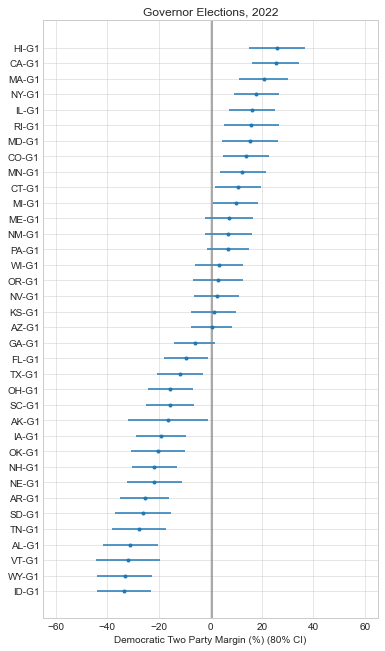 Governor Elections, 2022
HI-G1
CA-G1
MA-G1
NY-G1
IL-G1
RI-G1
MD-G1
CO-G1
MN-G1
CT-G1
MI-G1
ME-G1
NM-G1
PA-G1
WI-G1
OR-G1
NV-G1
KS-G1
AZ-G1
GA-G1
FL-G1
TX-G1
OH-G1
SC-G1
AK-G1
IA-G1
OK-G1
NH-G1
NE-G1
AR-G1
SD-G1
TN-G1
AL-G1
VT-G1
WY-G1
ID-G1
−60 −40 −20 0 20 40 60
Democratic Two Party Margin (%) (80% CI)